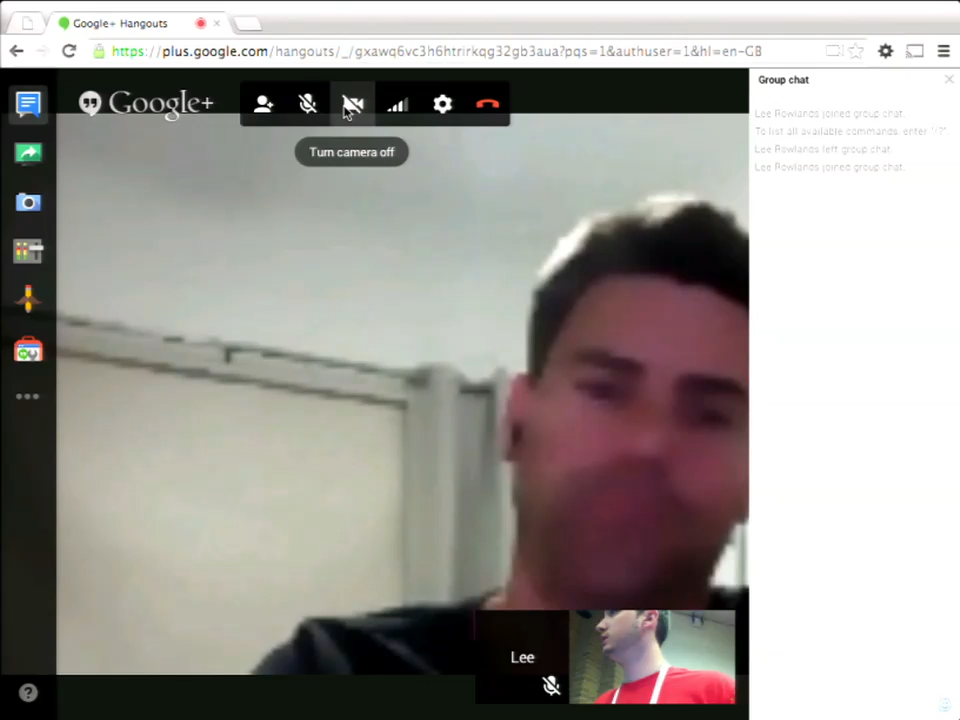 Google+ Hangouts
https://plus.google.com/hangouts/_/gxawq6vc3h6htrirkqg32gb3aua?pqs=1&authuser=1&hl=en-GB
Google+
Turn camera off
Group chat
Lee Rowlands joined group chat.
To list all available commands, enter "/?".
Lee Rowlands left group chat.
Lee Rowlands joined group chat.
Lee